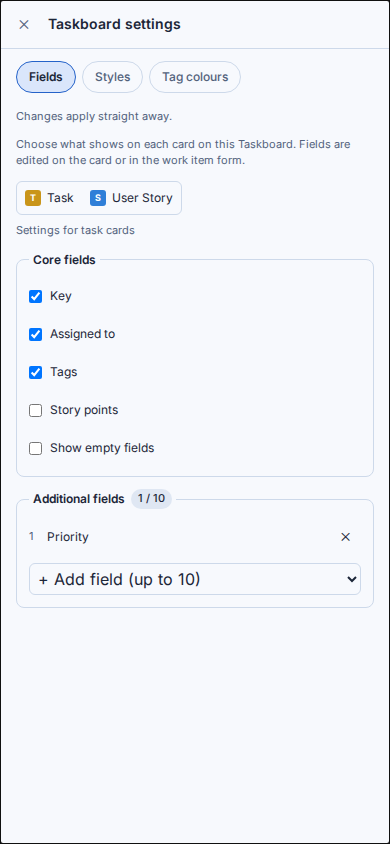 Taskboard settings
Fields Styles Tag colours
Changes apply straight away.
Choose what shows on each card on this Taskboard. Fields are
edited on the card or in the work item form.
T Task S User Story
Settings for task cards
Core fields
Key
Assigned to
Tags
Story points
Show empty fields
Additional fields 1 / 10
1 Priority
+ Add field (up to 10)